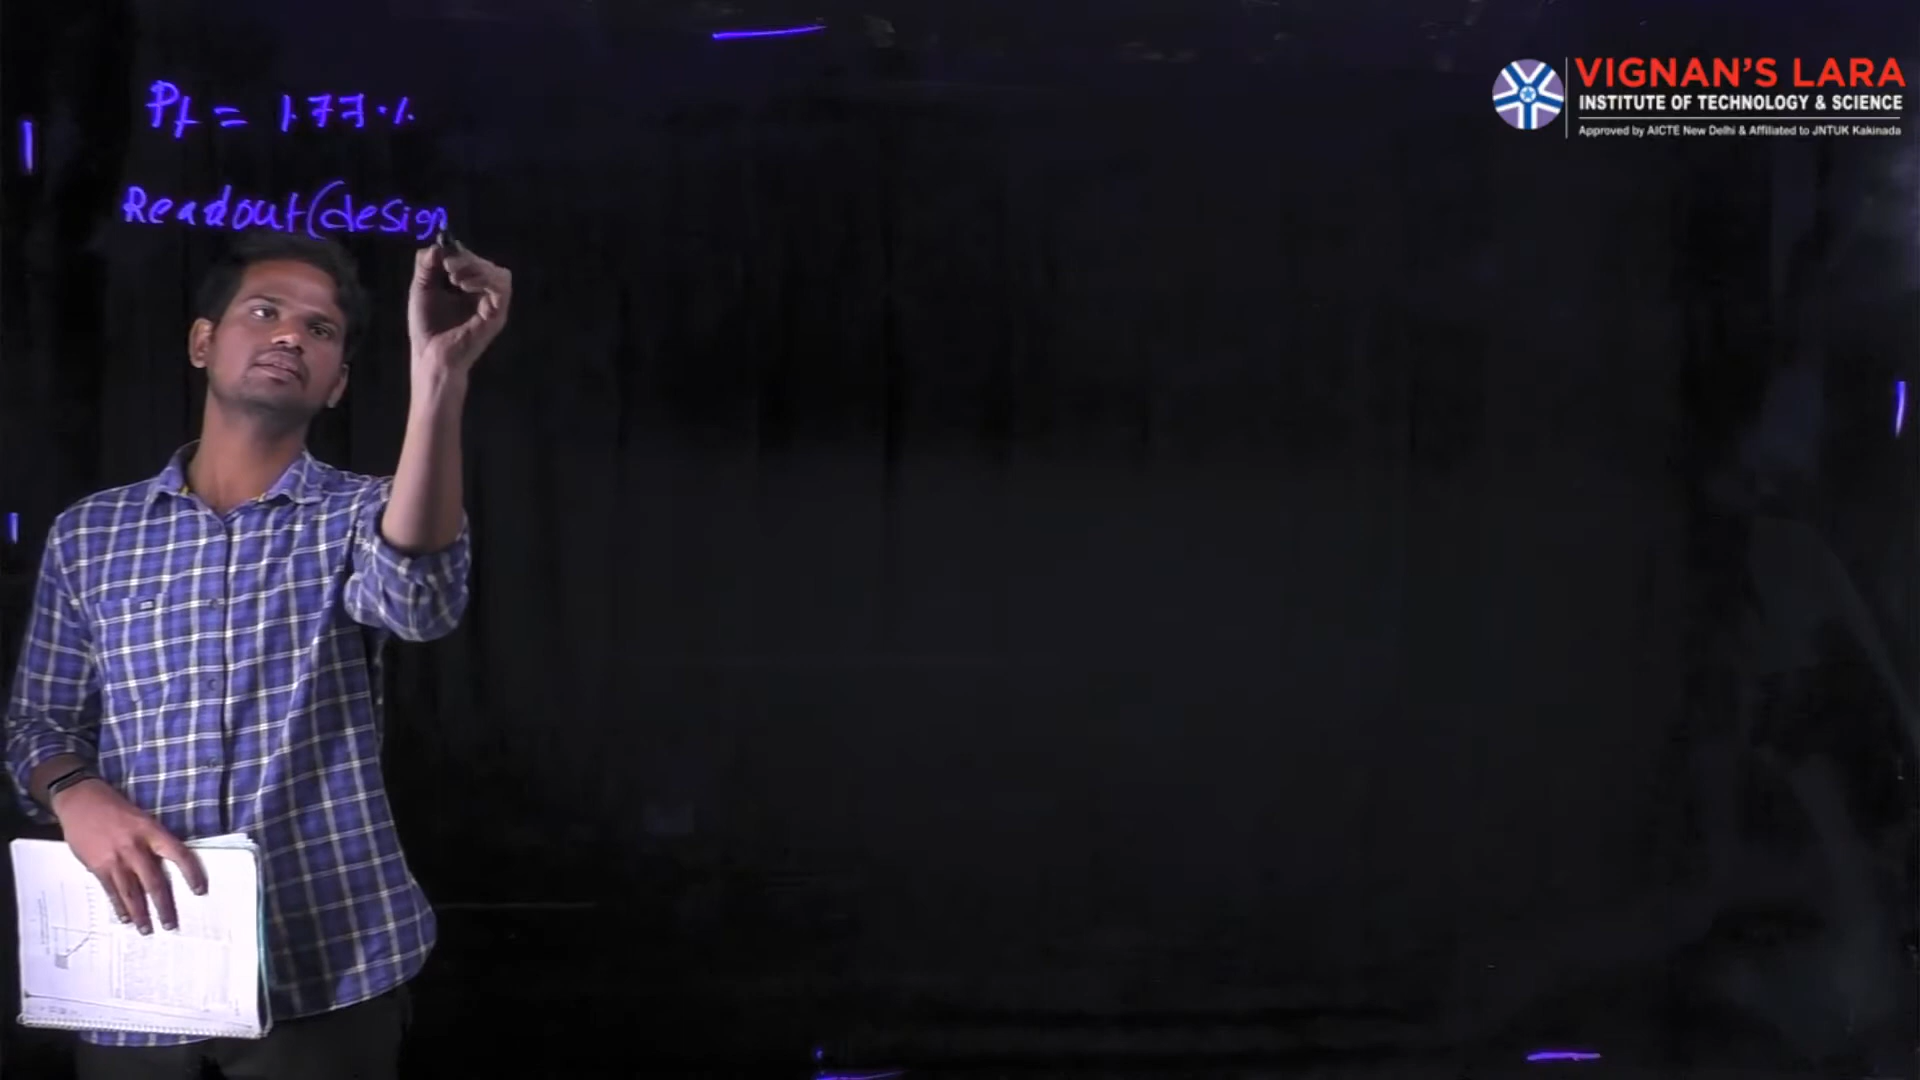 Pt = 1.77%
Readout(design
VIGNAN'S LARA
INSTITUTE OF TECHNOLOGY & SCIENCE
Approved by AICTE New Delhi & Affiliated to JNTUK Kakinada